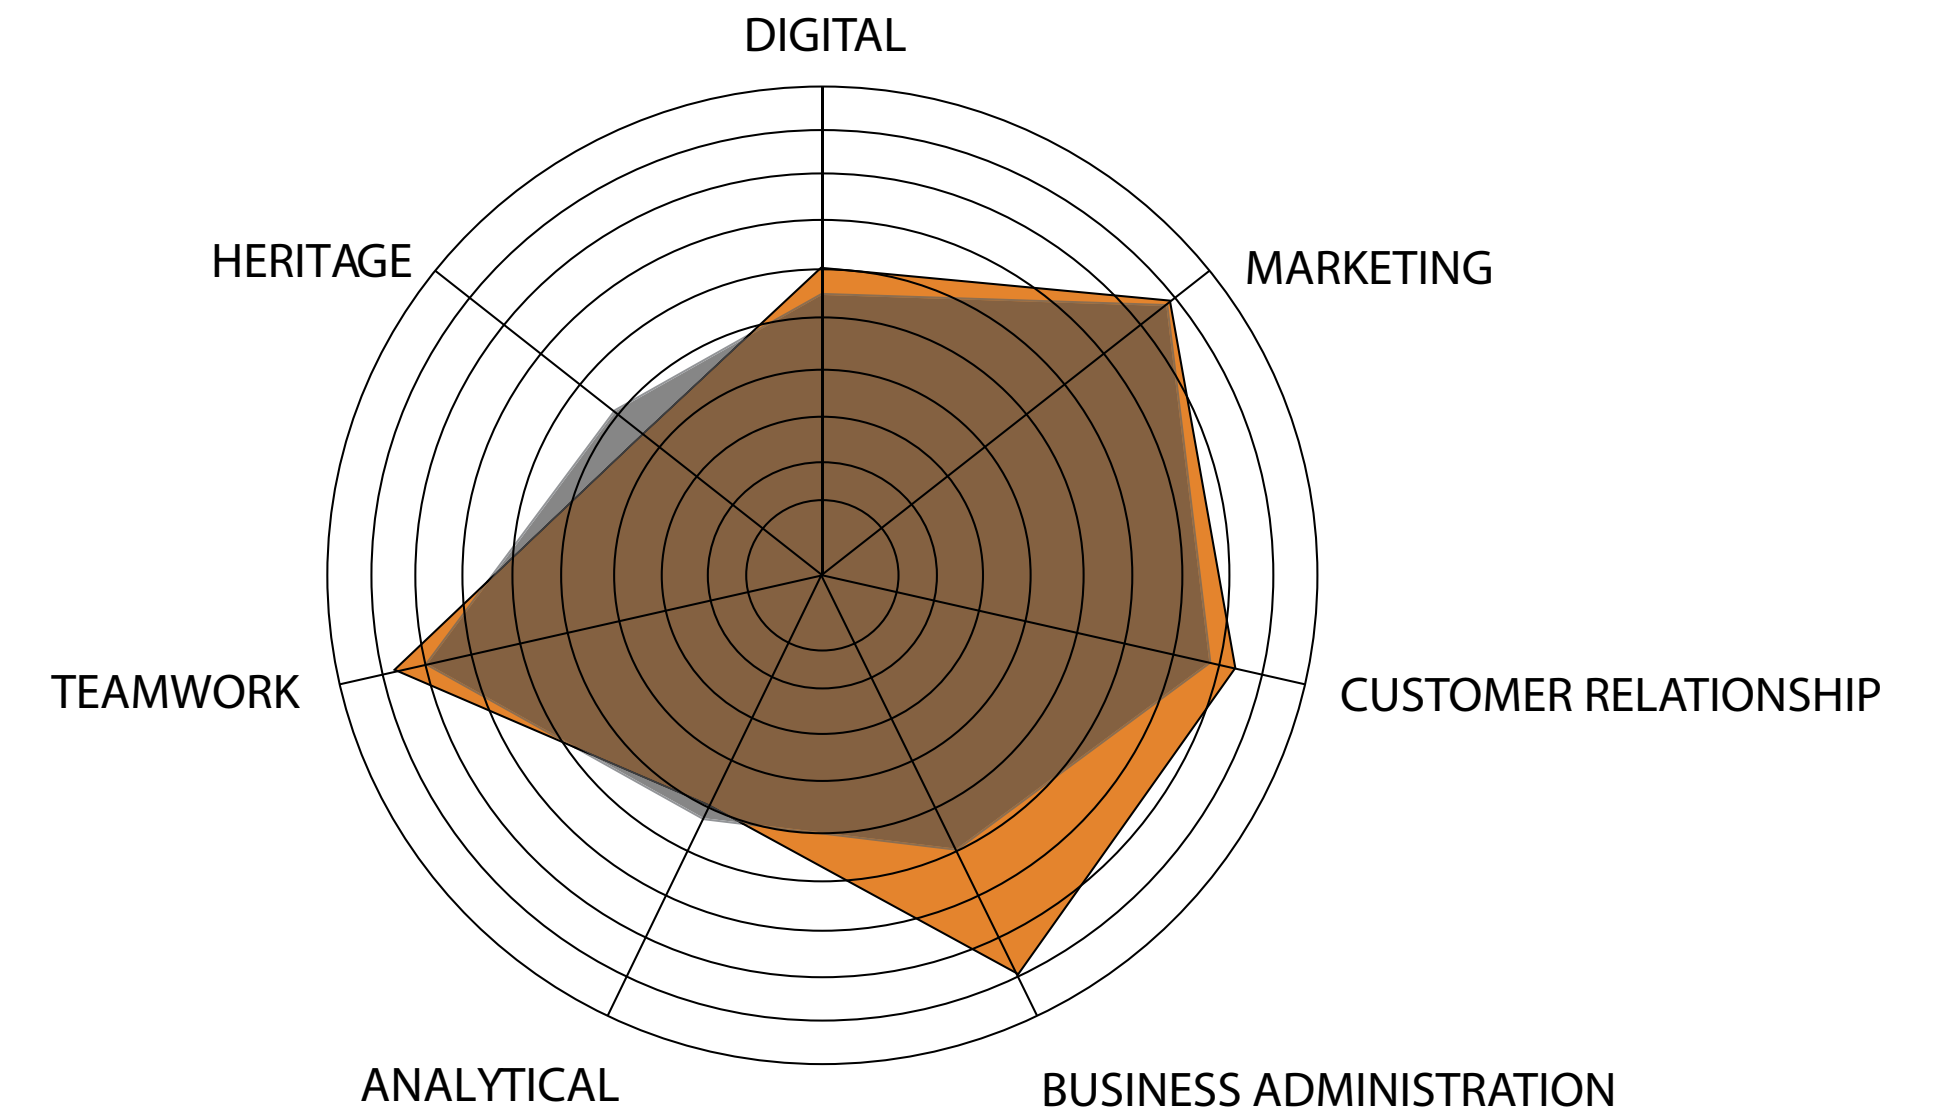 DIGITAL
HERITAGE
MARKETING
TEAMWORK
CUSTOMER RELATIONSHIP
ANALYTICAL
BUSINESS ADMINISTRATION